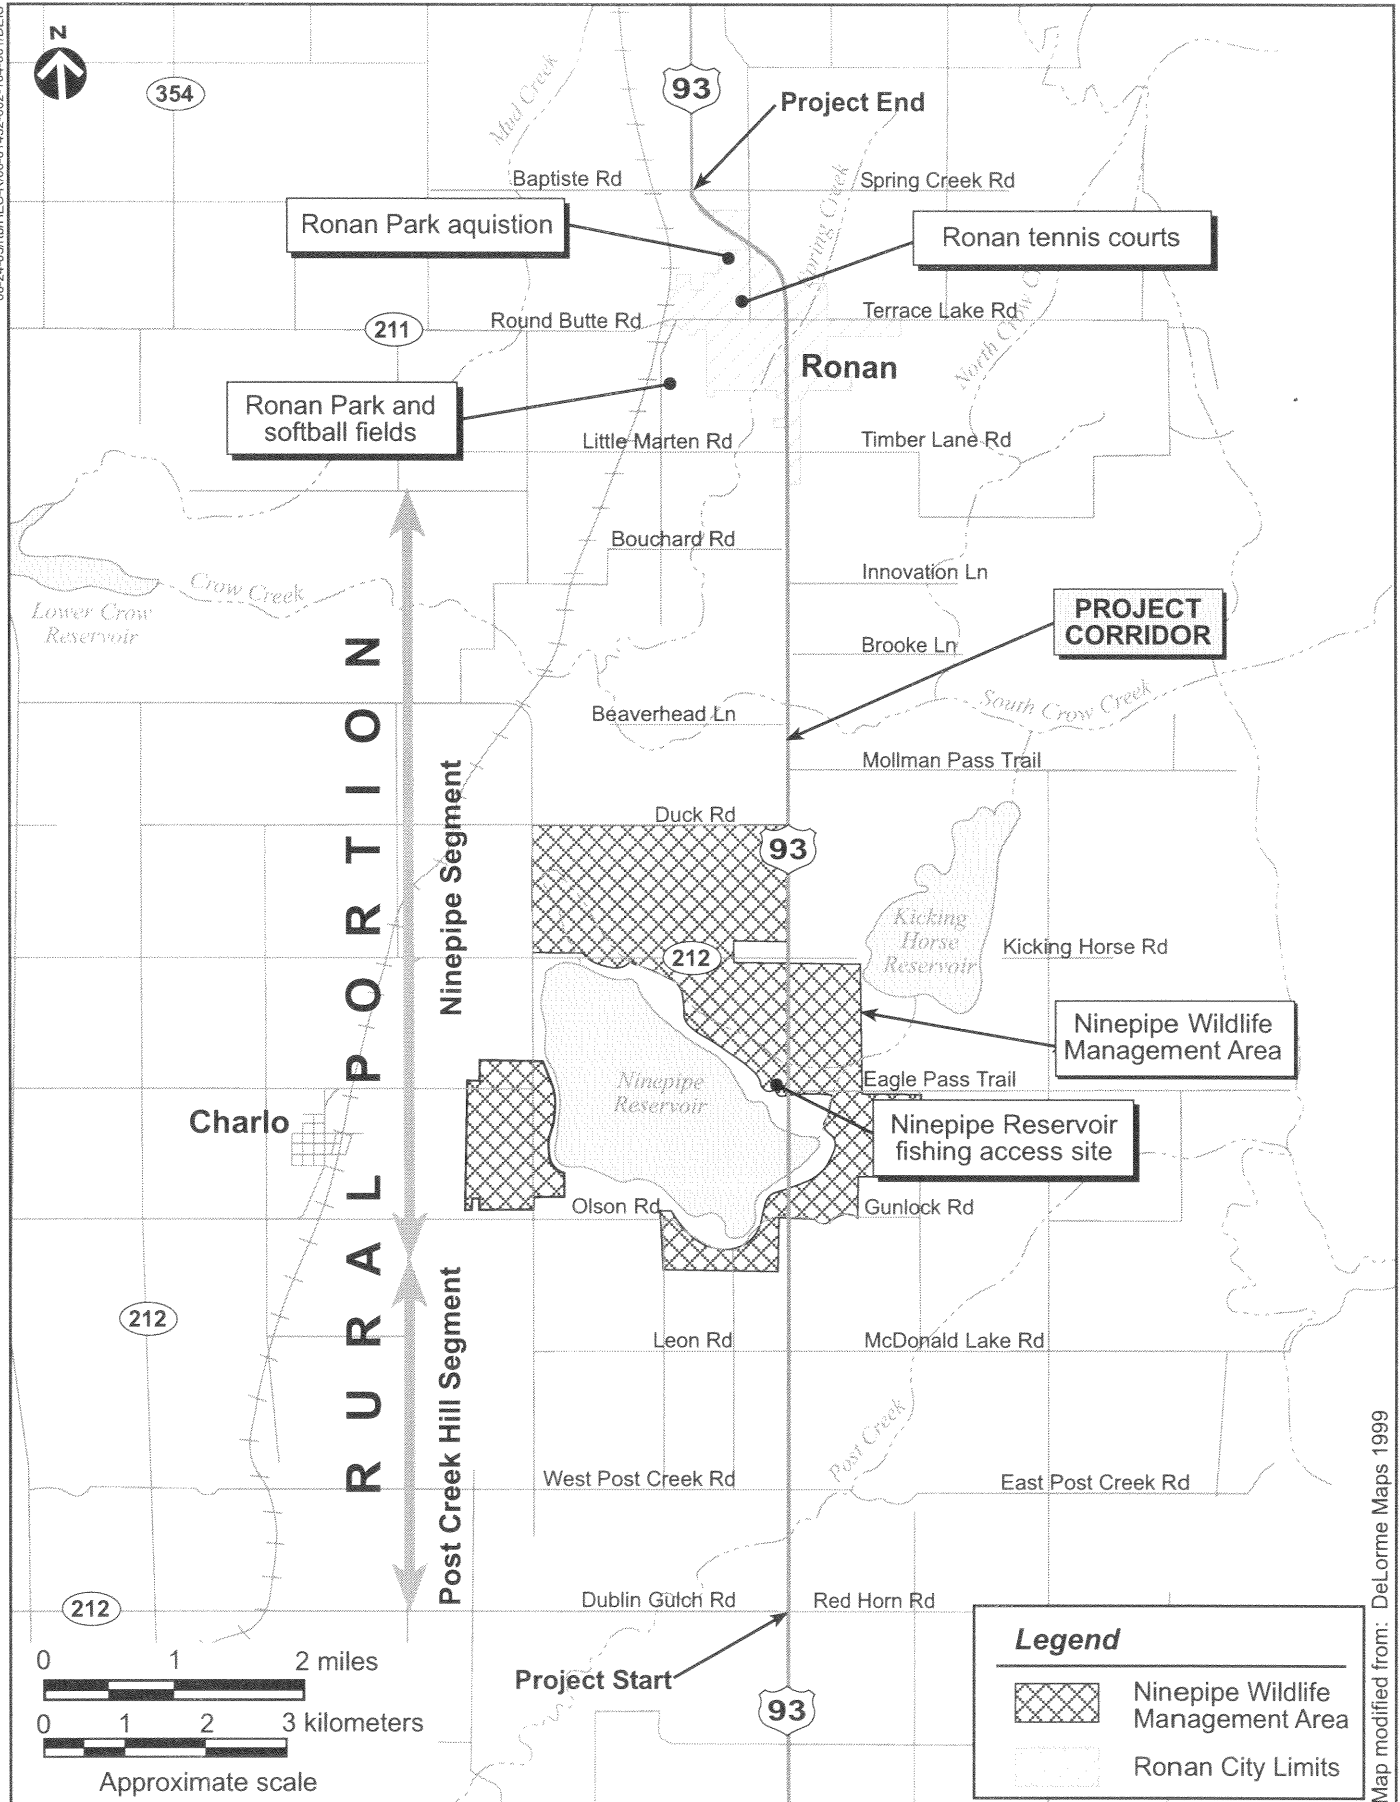 N
354
Mud Creek
93
Project End
Baptiste Rd
Spring Creek Rd
Spring Creek
Ronan Park aquistion
Ronan tennis courts
211
Round Butte Rd
Terrace Lake Rd
North Crow
Ronan
Ronan Park and
softball fields
Little Marten Rd
Timber Lane Rd
Bouchard Rd
Innovation Ln
Crow Creek
Lower Crow
Reservoir
PROJECT
CORRIDOR
Brooke Ln
South Crow Creek
Beaverhead Ln
Mollman Pass Trail
RURAL PORTION
Ninepipe Segment
Duck Rd
93
Kicking
Horse
Reservoir
Kicking Horse Rd
212
Ninepipe Wildlife
Management Area
Ninepipe
Reservoir
Eagle Pass Trail
Charlo
Ninepipe Reservoir
fishing access site
Olson Rd
Gunlock Rd
212
Post Creek Hill Segment
Leon Rd
McDonald Lake Rd
Post Creek
West Post Creek Rd
East Post Creek Rd
212
Dublin Gulch Rd
Red Horn Rd
Project Start
93
0 1 2 miles
0 1 2 3 kilometers
Approximate scale
Legend
Ninepipe Wildlife
Management Area
Ronan City Limits
Map modified from: DeLorme Maps 1999